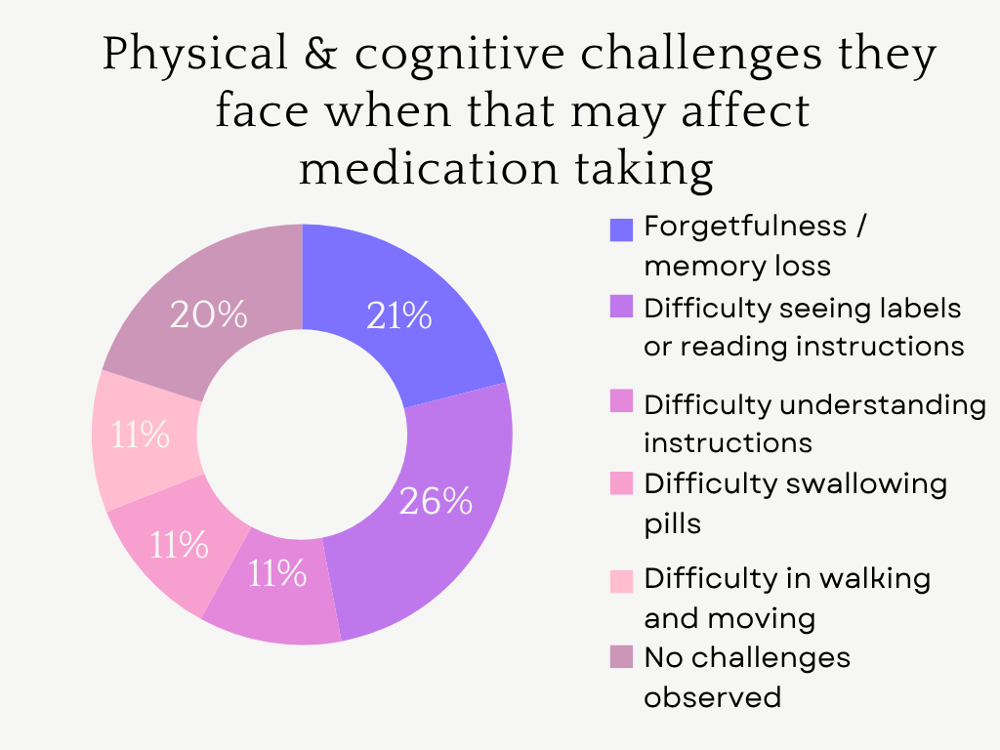 Physical & cognitive challenges they
face when that may affect
medication taking
20%
21%
11%
26%
11%
11%
Forgetfulness /
memory loss
Difficulty seeing labels
or reading instructions
Difficulty understanding
instructions
Difficulty swallowing
pills
Difficulty in walking
and moving
No challenges
observed